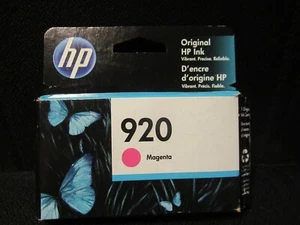 hp
Original
HP Ink
Vibrant. Precise. Reliable.
D'encre
d'origine HP
Vibrant. Précis. Fiable.
920
Magenta